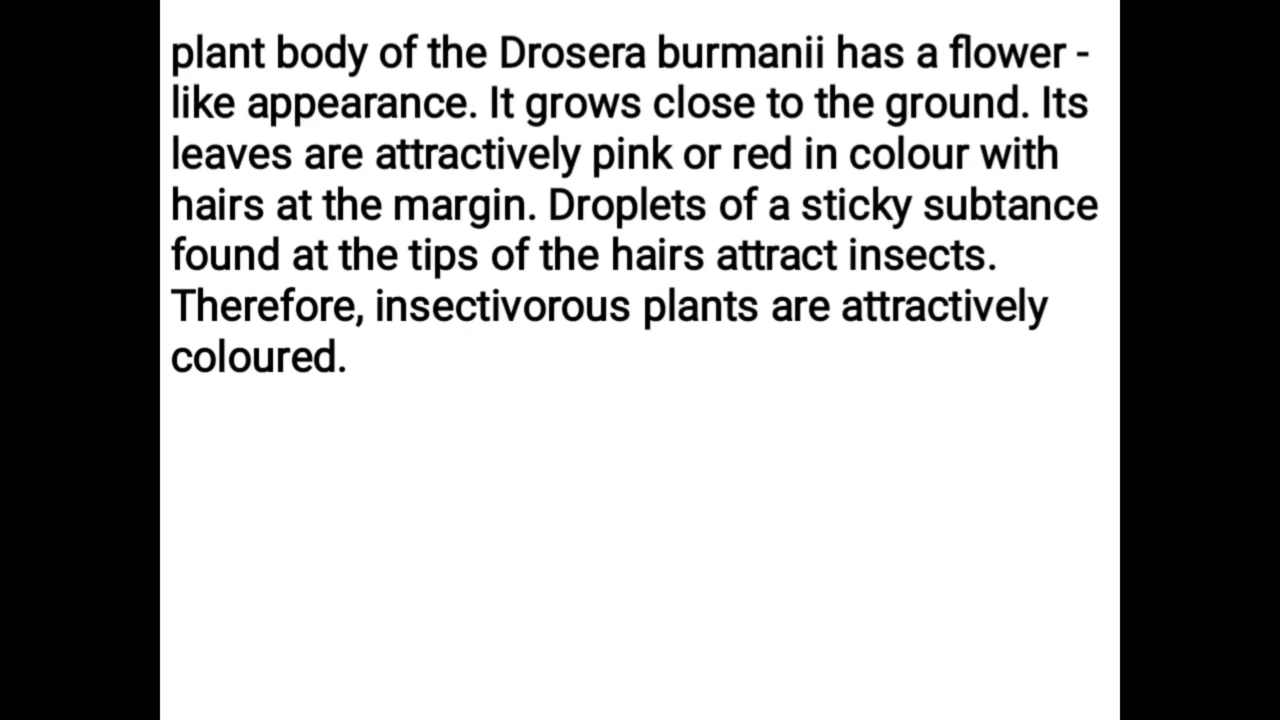 plant body of the Drosera burmanii has a flower -
like appearance. It grows close to the ground. Its
leaves are attractively pink or red in colour with
hairs at the margin. Droplets of a sticky subtance
found at the tips of the hairs attract insects.
Therefore, insectivorous plants are attractively
coloured.